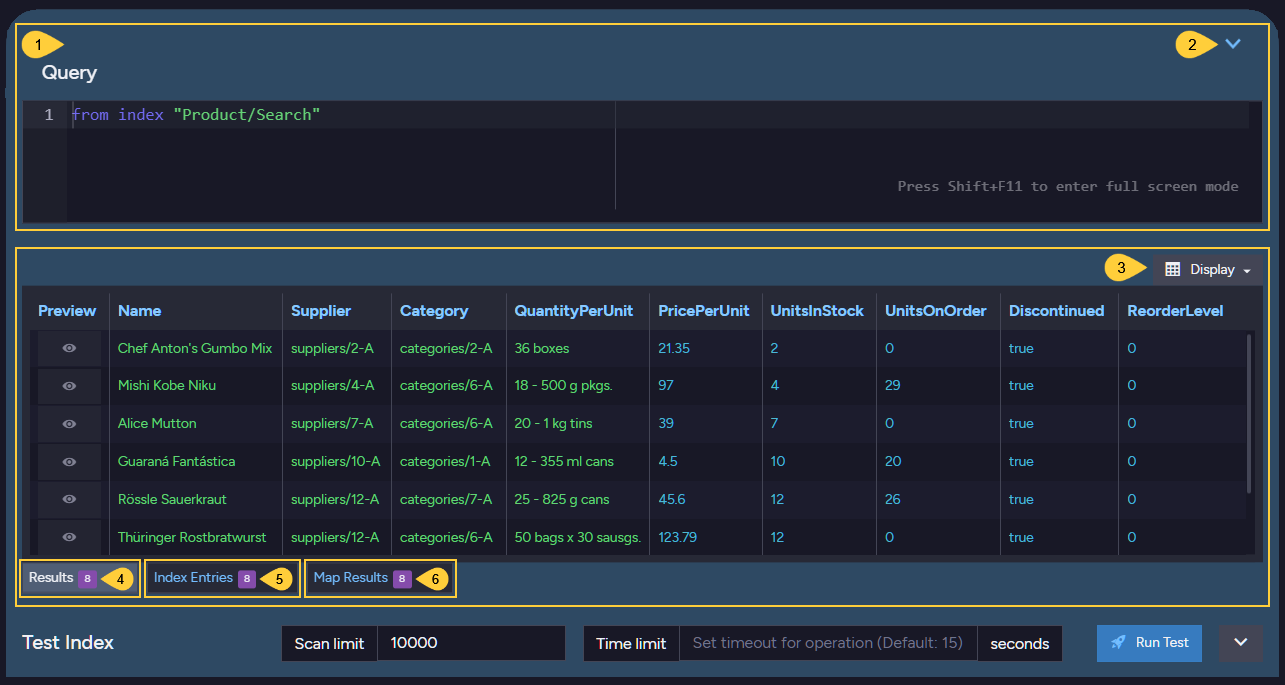 1
2
Query
1 from index "Product/Search"
Press Shift+F11 to enter full screen mode
3 Display
Preview Name Supplier Category QuantityPerUnit PricePerUnit UnitsInStock UnitsOnOrder Discontinued ReorderLevel
Chef Anton's Gumbo Mix suppliers/2-A categories/2-A 36 boxes 21.35 2 0 true 0
Mishi Kobe Niku suppliers/4-A categories/6-A 18 - 500 g pkgs. 97 4 29 true 0
Alice Mutton suppliers/7-A categories/6-A 20 - 1 kg tins 39 7 0 true 0
Guaraná Fantástica suppliers/10-A categories/1-A 12 - 355 ml cans 4.5 10 20 true 0
Rössle Sauerkraut suppliers/12-A categories/7-A 25 - 825 g cans 45.6 12 26 true 0
Thüringer Rostbratwurst suppliers/12-A categories/6-A 50 bags x 30 sausgs. 123.79 12 0 true 0
Results 8 4 Index Entries 8 5 Map Results 8 6
Test Index Scan limit 10000 Time limit Set timeout for operation (Default: 15) seconds Run Test